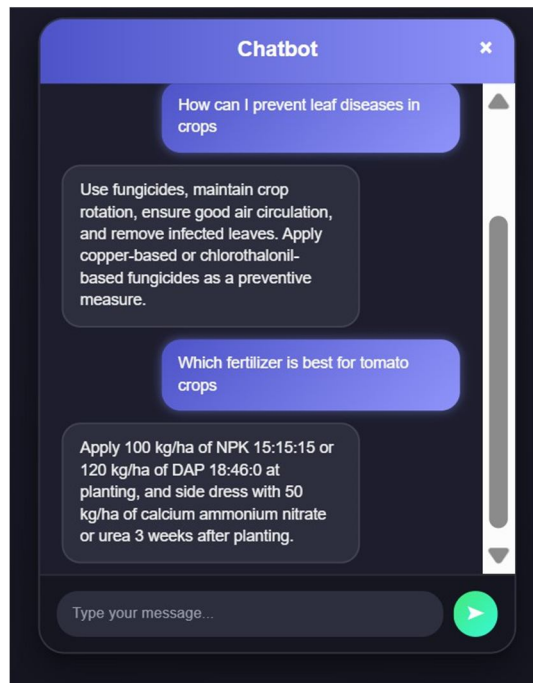 Chatbot
×
How can I prevent leaf diseases in
crops
Use fungicides, maintain crop
rotation, ensure good air circulation,
and remove infected leaves. Apply
copper-based or chlorothalonil-
based fungicides as a preventive
measure.
Which fertilizer is best for tomato
crops
Apply 100 kg/ha of NPK 15:15:15 or
120 kg/ha of DAP 18:46:0 at
planting, and side dress with 50
kg/ha of calcium ammonium nitrate
or urea 3 weeks after planting.
Type your message...